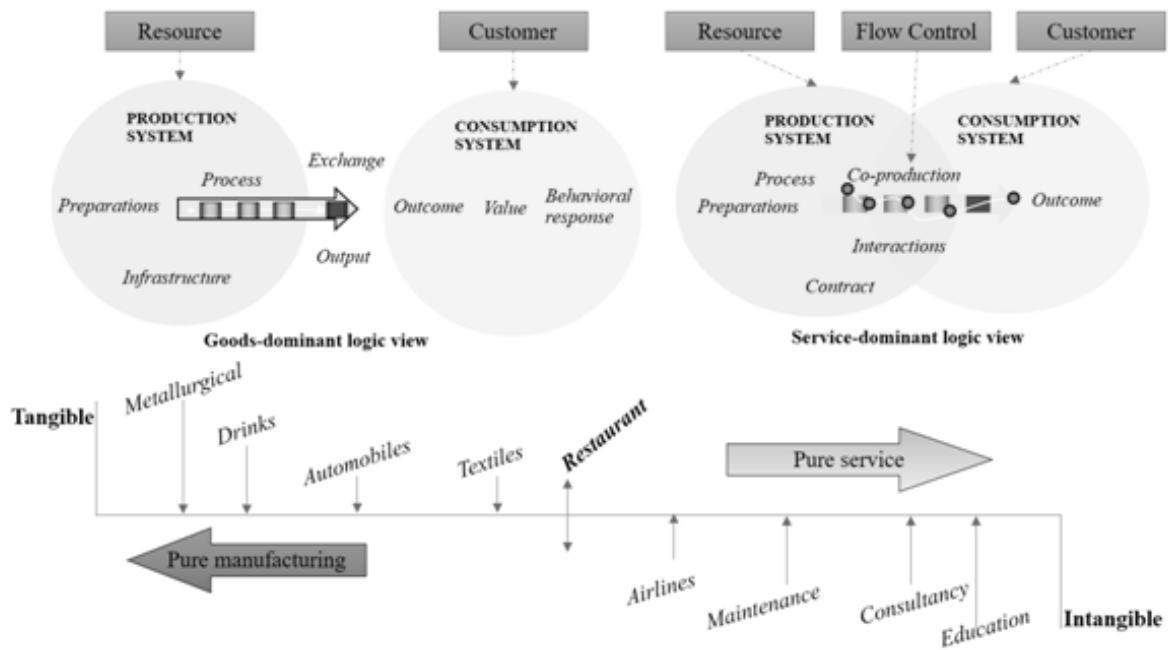 Resource
Customer
Resource
Flow Control
Customer
PRODUCTION
SYSTEM
Exchange
Process
Preparations
Output
Infrastructure
CONSUMPTION
SYSTEM
Outcome
Value
Behavioral
response
PRODUCTION
SYSTEM
CONSUMPTION
SYSTEM
Process
Co-production
Preparations
Outcome
Interactions
Contract
Goods-dominant logic view
Service-dominant logic view
Tangible
Metallurgical
Drinks
Automobiles
Textiles
Restaurant
Pure service
Pure manufacturing
Airlines
Maintenance
Consultancy
Education
Intangible